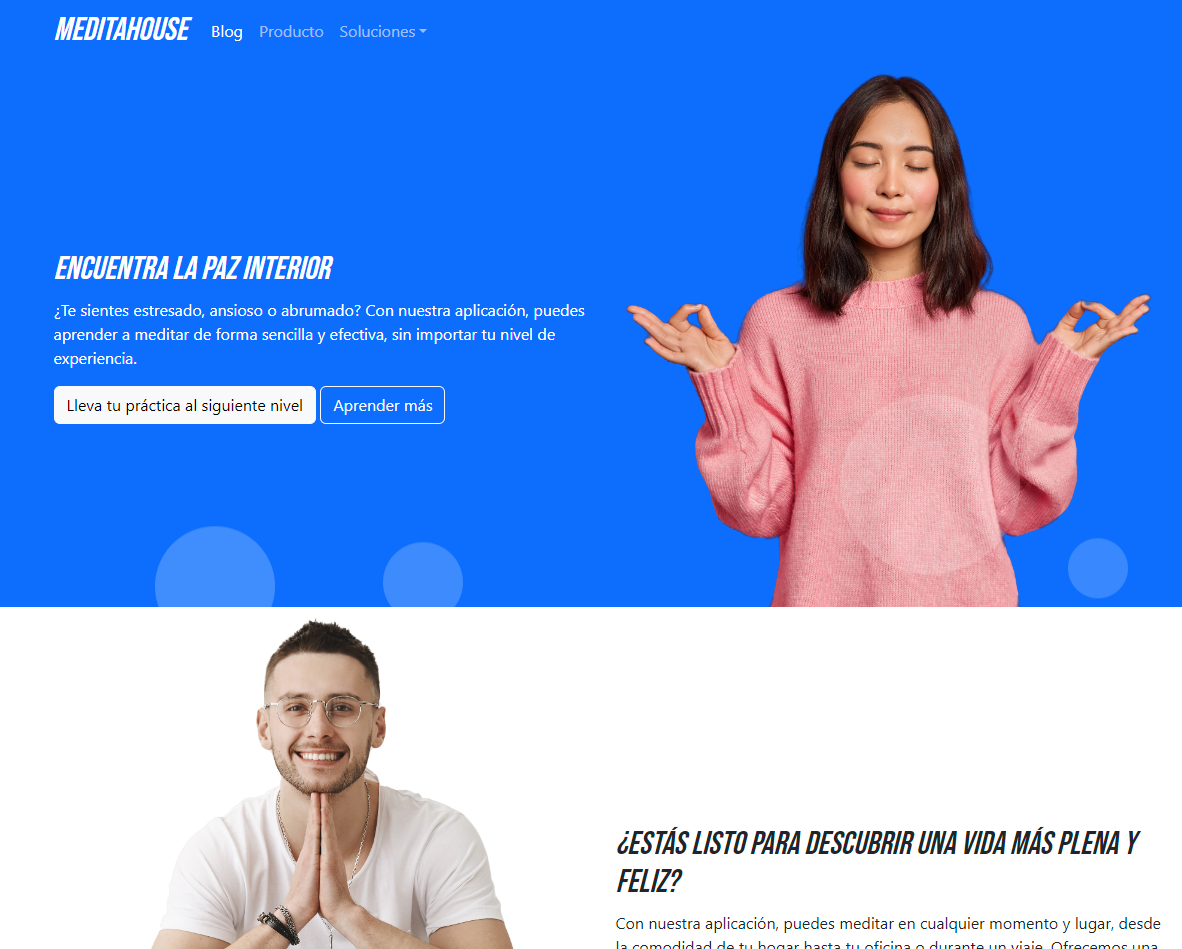 MEDITAHOUSE Blog Producto Soluciones
ENCUENTRA LA PAZ INTERIOR
¿Te sientes estresado, ansioso o abrumado? Con nuestra aplicación, puedes
aprender a meditar de forma sencilla y efectiva, sin importar tu nivel de
experiencia.
Lleva tu práctica al siguiente nivel Aprender más
¿ESTÁS LISTO PARA DESCUBRIR UNA VIDA MÁS PLENA Y
FELIZ?
Con nuestra aplicación, puedes meditar en cualquier momento y lugar, desde
la comodidad de tu hogar hasta tu oficina o durante un viaje. Ofrecemos una